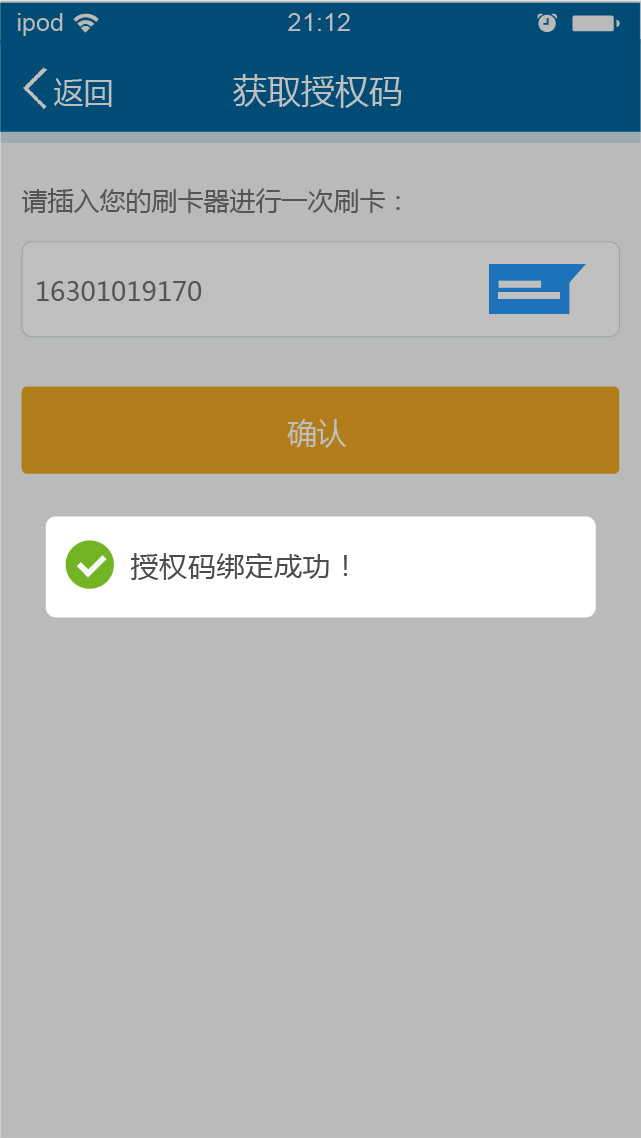 ipod 21:12
返回 获取授权码
请插入您的刷卡器进行一次刷卡：
16301019170
确认
授权码绑定成功！